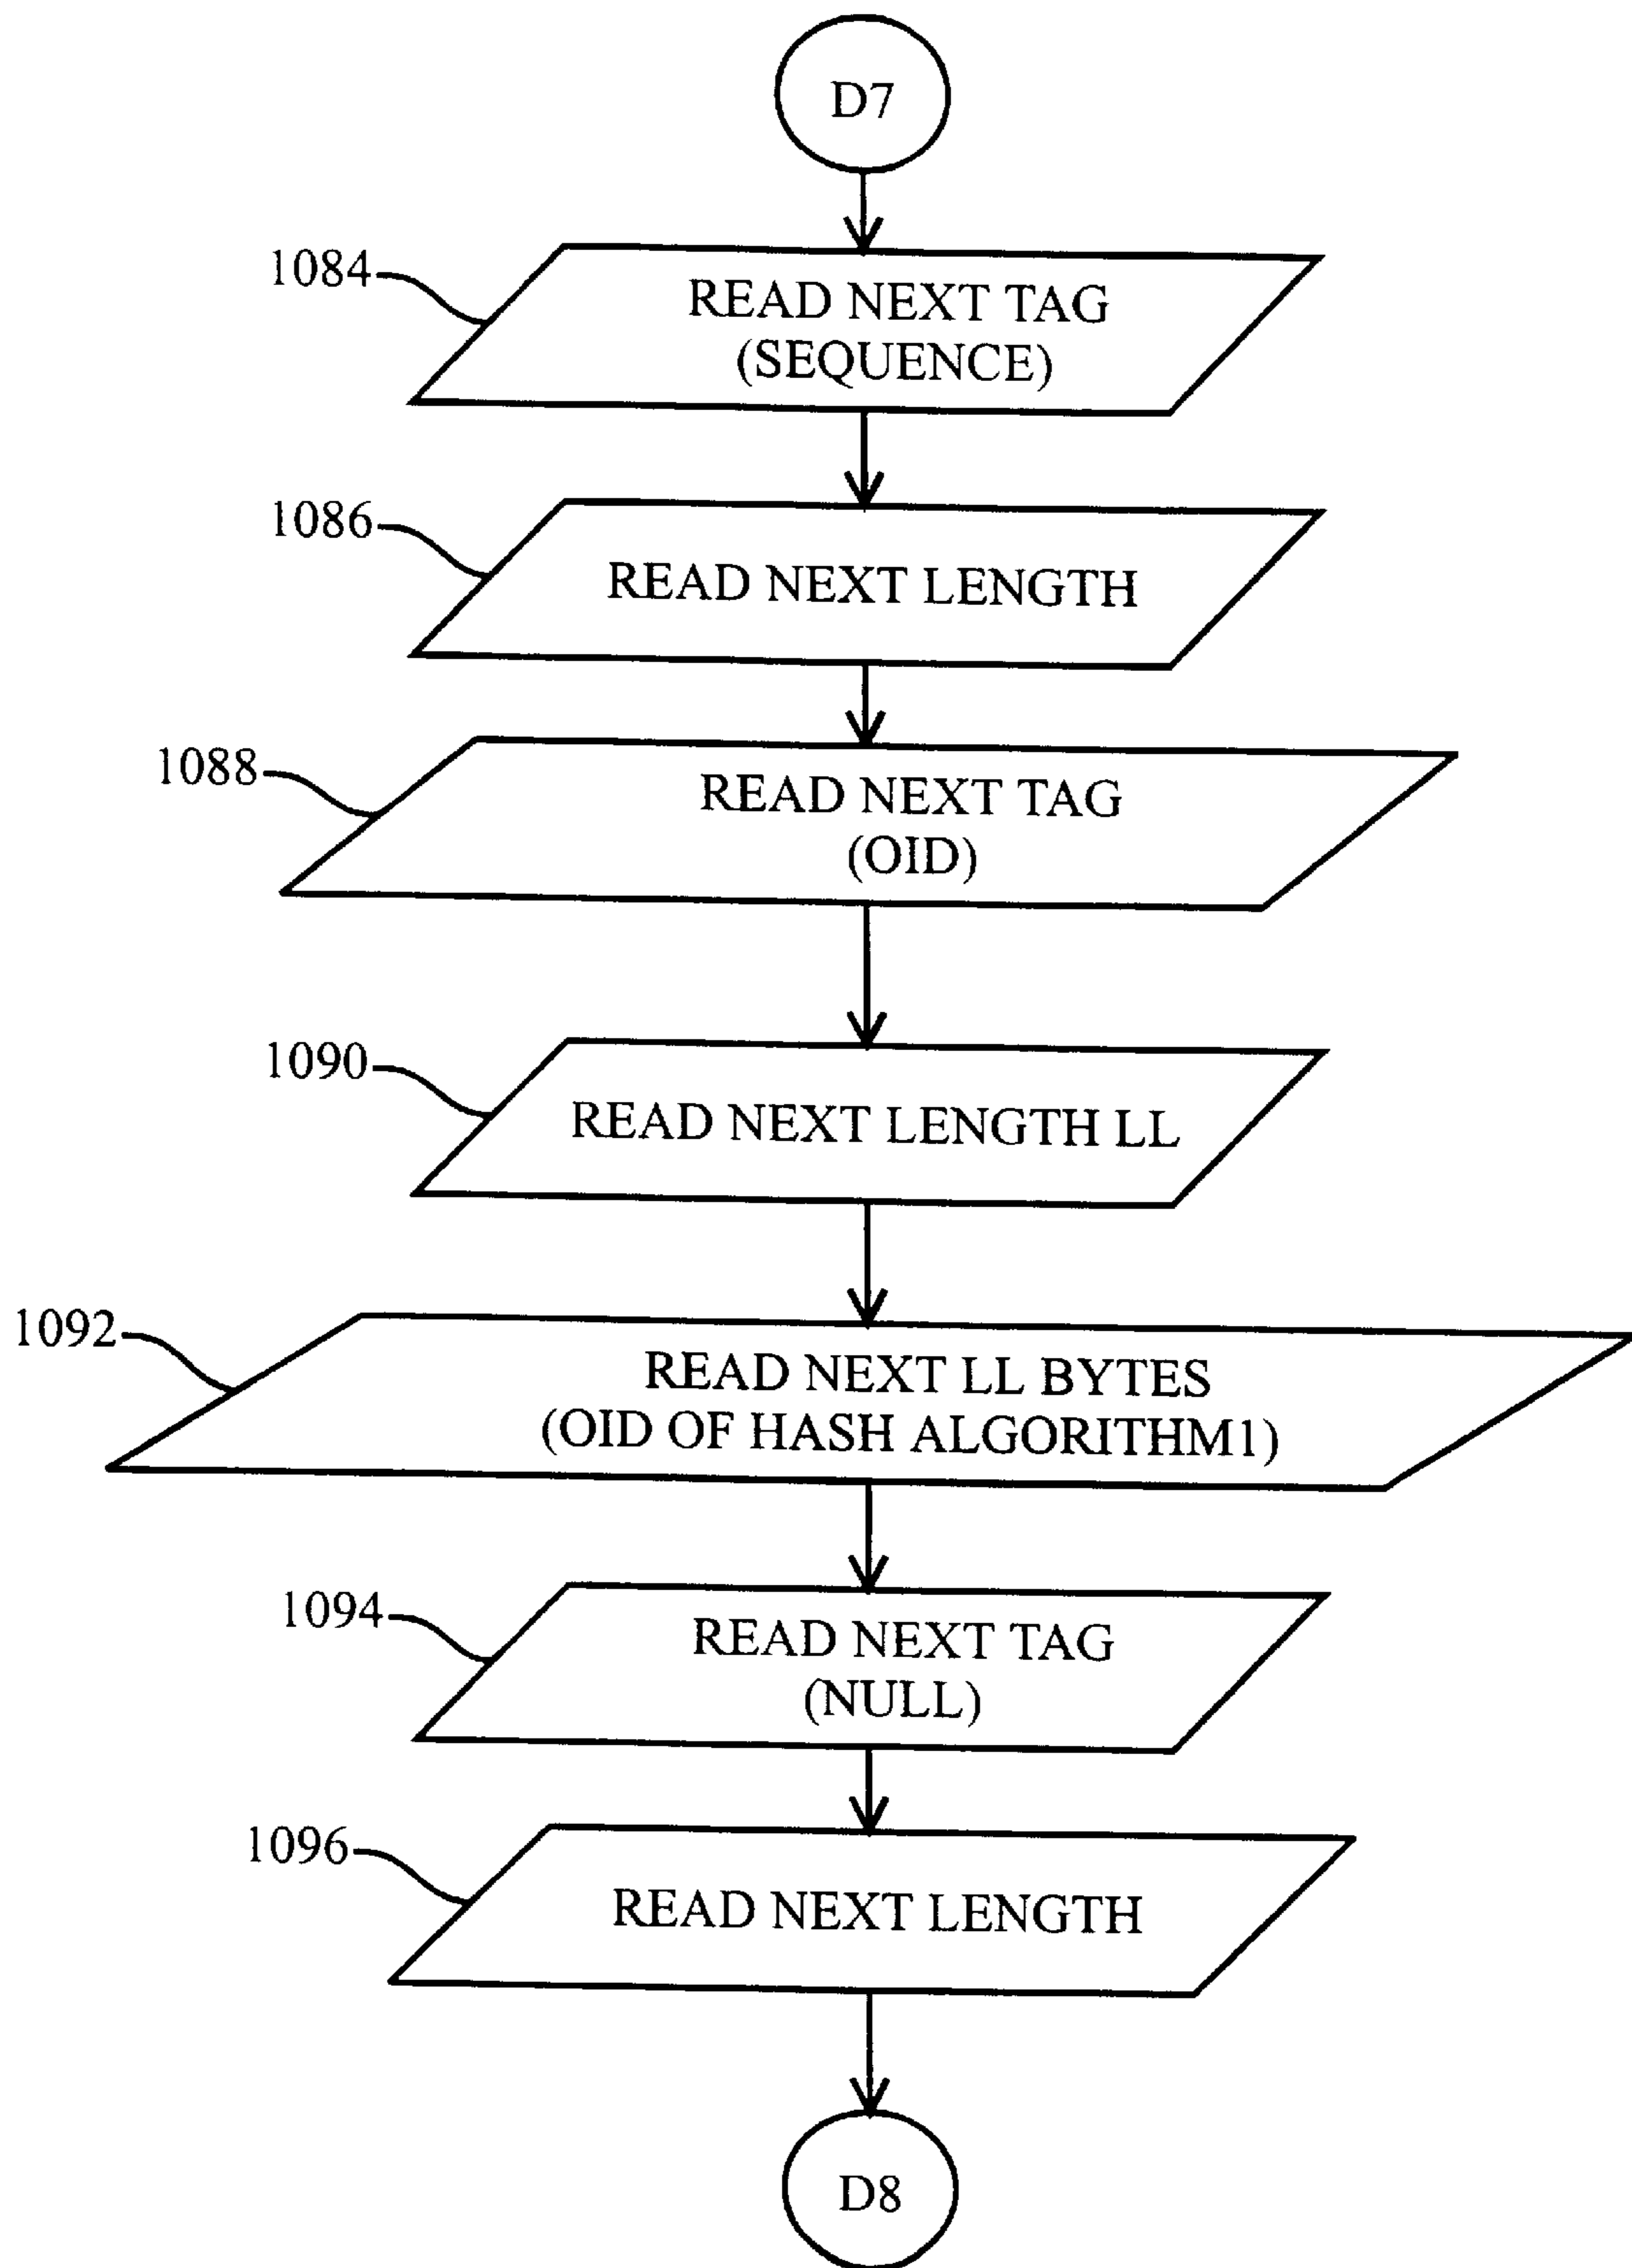 D7
1084
READ NEXT TAG
(SEQUENCE)
1086
READ NEXT LENGTH
1088
READ NEXT TAG
(OID)
1090
READ NEXT LENGTH LL
1092
READ NEXT LL BYTES
(OID OF HASH ALGORITHM1)
1094
READ NEXT TAG
(NULL)
1096
READ NEXT LENGTH
D8